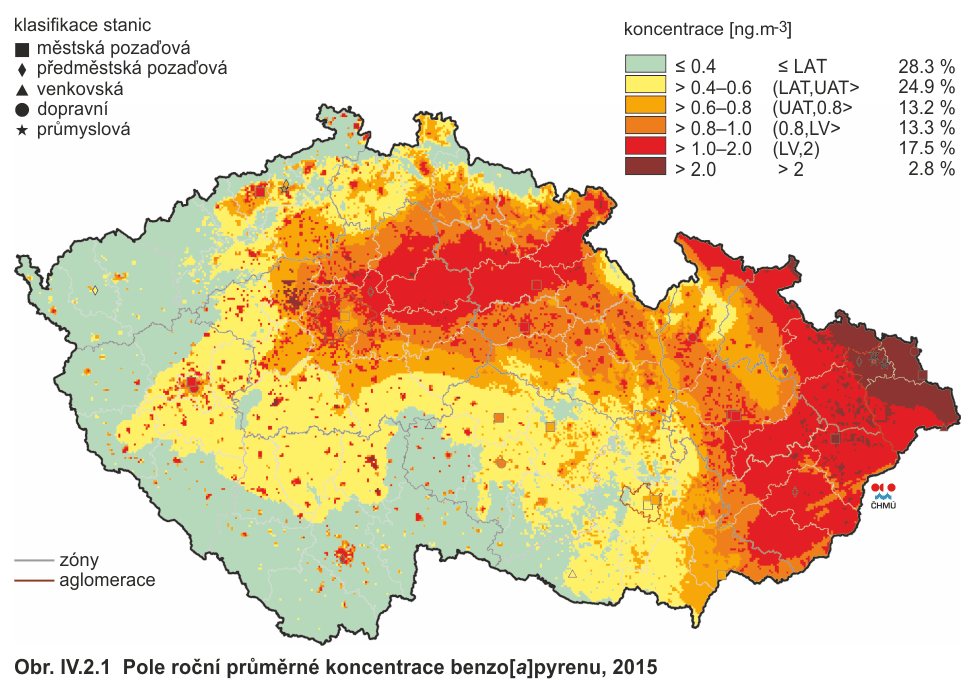 klasifikace stanic
městská pozaďová
předměstská pozaďová
venkovská
dopravní
průmyslová
koncentrace [ng.m-3]
≤ 0.4 ≤ LAT 28.3 %
> 0.4–0.6 (LAT,UAT> 24.9 %
> 0.6–0.8 (UAT,0.8> 13.2 %
> 0.8–1.0 (0.8,LV> 13.3 %
> 1.0–2.0 (LV,2) 17.5 %
> 2.0 > 2 2.8 %
ČHMÚ
zóny
aglomerace
Obr. IV.2.1 Pole roční průměrné koncentrace benzo[a]pyrenu, 2015